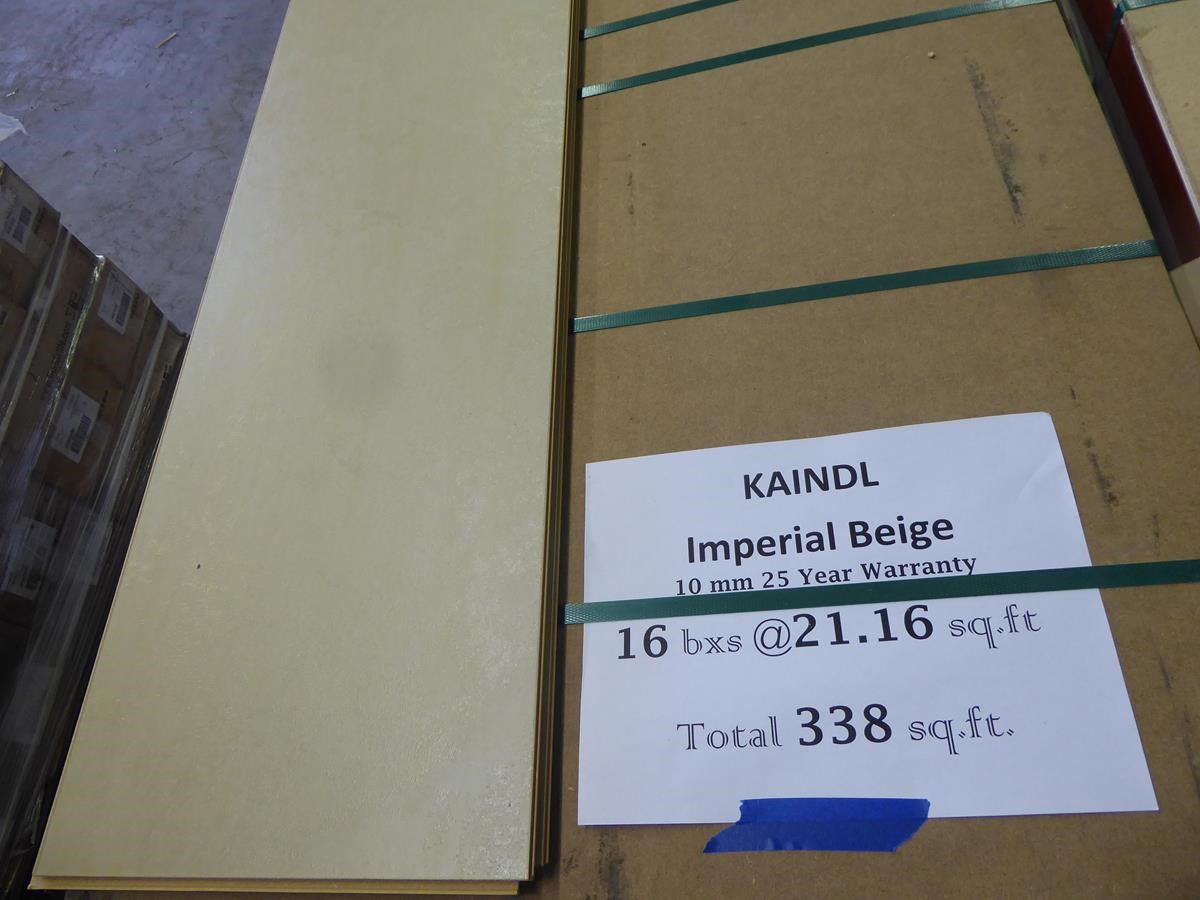 KAINDL
Imperial Beige
10 mm 25 Year Warranty
16 bxs @21.16 sq.ft
Total 338 sq.ft.